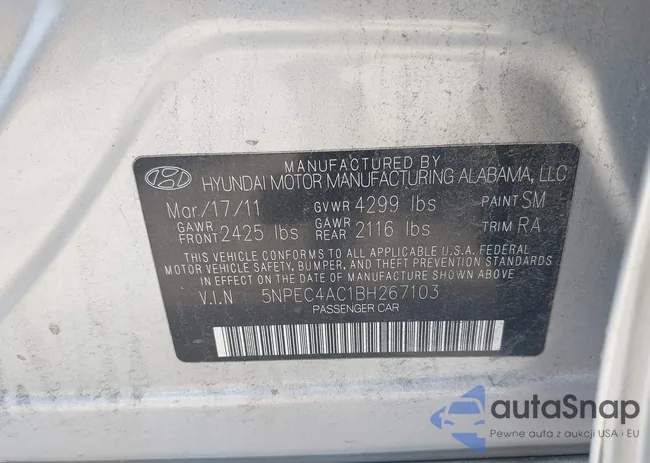 MANUFACTURED BY
HYUNDAI MOTOR MANUFACTURING ALABAMA, LLC
Mar/17/11 GVWR 4299 lbs PAINT SM
GAWR FRONT 2425 lbs GAWR REAR 2116 lbs TRIM RA
THIS VEHICLE CONFORMS TO ALL APPLICABLE U.S.A. FEDERAL
MOTOR VEHICLE SAFETY, BUMPER, AND THEFT PREVENTION STANDARDS
IN EFFECT ON THE DATE OF MANUFACTURE SHOWN ABOVE.
V.I.N 5NPEC4AC1BH267103
PASSENGER CAR
autaSnap
Pewne auta z aukcji USA i EU